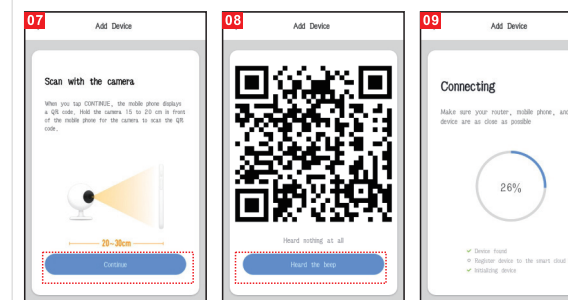 07
Add Device
Scan with the camera
When you tap CONTINUE, the mobile phone displays
a QR code. Hold the camera 15 to 20 cm in front
of the mobile phone for the camera to scan the QR
code.
20~30cm
Continue
08
Add Device
Heard nothing at all
Heard the beep
09
Add Device
Connecting
Make sure your router, mobile phone, and
device are as close as possible
26%
Device found
Register device to the smart cloud
Initializing device